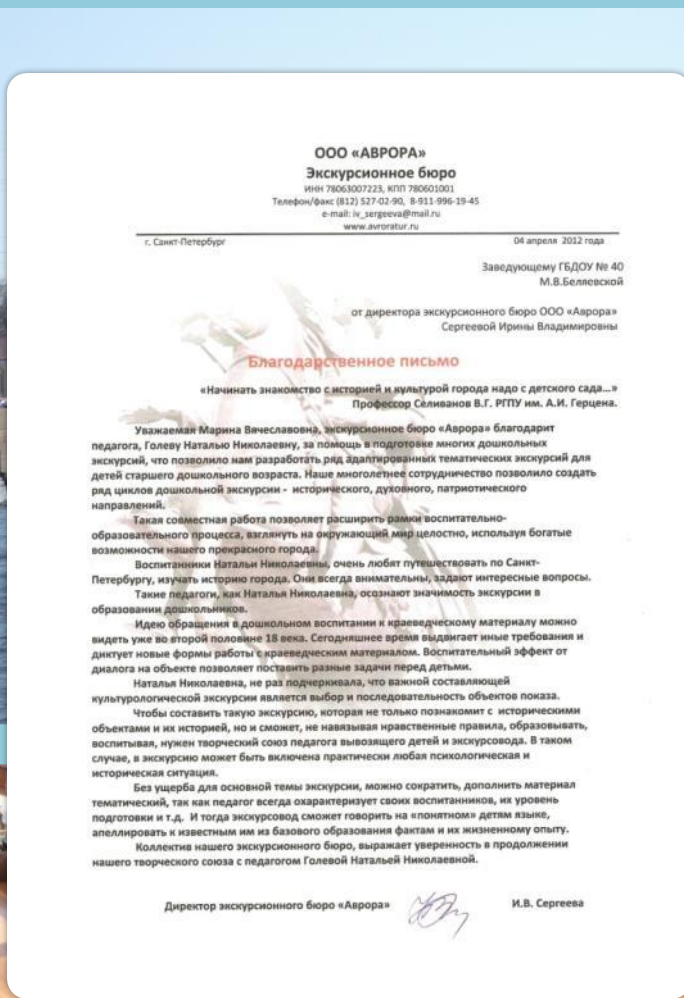 ООО «АВРОРА»
Экскурсионное бюро
ИНН 78063007223, КПП 780601001
Телефон/факс (812) 527-02-90, 8-911-996-19-45
e-mail: iv_sergeeva@mail.ru
www.avroratur.ru
г. Санкт-Петербург 04 апреля 2012 года
Заведующему ГБДОУ № 40
М.В.Беляевской
от директора экскурсионного бюро ООО «Аврора»
Сергеевой Ирины Владимировны
Благодарственное письмо
«Начинать знакомство с историей и культурой города надо с детского сада...»
Профессор Селиванов В.Г. РГПУ им. А.И. Герцена.
Уважаемая Марина Вячеславовна, экскурсионное бюро «Аврора» благодарит
педагога, Голеву Наталью Николаевну, за помощь в подготовке многих дошкольных
экскурсий, что позволило нам разработать ряд адаптированных тематических экскурсий для
детей старшего дошкольного возраста. Наше многолетнее сотрудничество позволило создать
ряд циклов дошкольной экскурсии - исторического, духовного, патриотического
направлений.
Такая совместная работа позволяет расширить рамки воспитательно-
образовательного процесса, взглянуть на окружающий мир целостно, используя богатые
возможности нашего прекрасного города.
Воспитанники Натальи Николаевны, очень любят путешествовать по Санкт-
Петербургу, изучать историю города. Они всегда внимательны, задают интересные вопросы.
Такие педагоги, как Наталья Николаевна, осознают значимость экскурсии в
образовании дошкольников.
Идею обращения в дошкольном воспитании к краеведческому материалу можно
видеть уже во второй половине 18 века. Сегодняшнее время выдвигает иные требования и
диктует новые формы работы с краеведческим материалом. Воспитательный эффект от
диалога на объекте позволяет поставить разные задачи перед детьми.
Наталья Николаевна, не раз подчеркивала, что важной составляющей
культурологической экскурсии является выбор и последовательность объектов показа.
Чтобы составить такую экскурсию, которая не только познакомит с историческими
объектами и их историей, но и сможет, не навязывая нравственные правила, образовывать,
воспитывая, нужен творческий союз педагога вывозящего детей и экскурсовода. В таком
случае, в экскурсию может быть включена практически любая психологическая и
историческая ситуация.
Без ущерба для основной темы экскурсии, можно сократить, дополнить материал
тематический, так как педагог всегда охарактеризует своих воспитанников, их уровень
подготовки и т.д. И тогда экскурсовод сможет говорить на «понятном» детям языке,
апеллировать к известным им из базового образования фактам и их жизненному опыту.
Коллектив нашего экскурсионного бюро, выражает уверенность в продолжении
нашего творческого союза с педагогом Голевой Натальей Николаевной.
Директор экскурсионного бюро «Аврора» И.В. Сергеева